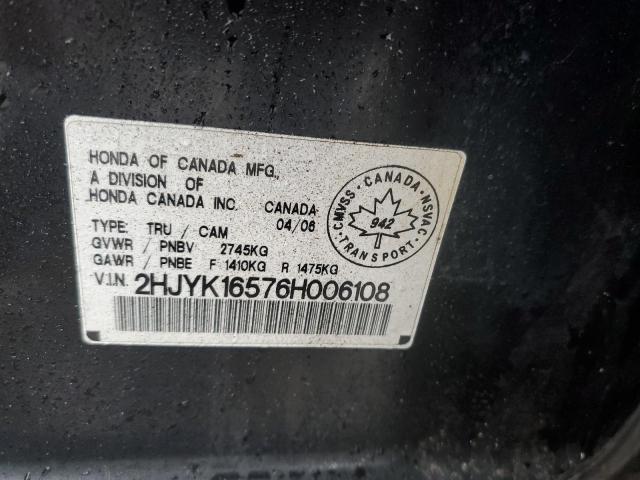 HONDA OF CANADA MFG.,
A DIVISION OF
HONDA CANADA INC. CANADA
04/06
TYPE: TRU / CAM
GVWR / PNBV 2745KG
GAWR / PNBE F 1410KG R 1475KG
V.I.N. 2HJYK16576H006108
CMVSS · CANADA · NSVAC
942
· TRANSPORT ·